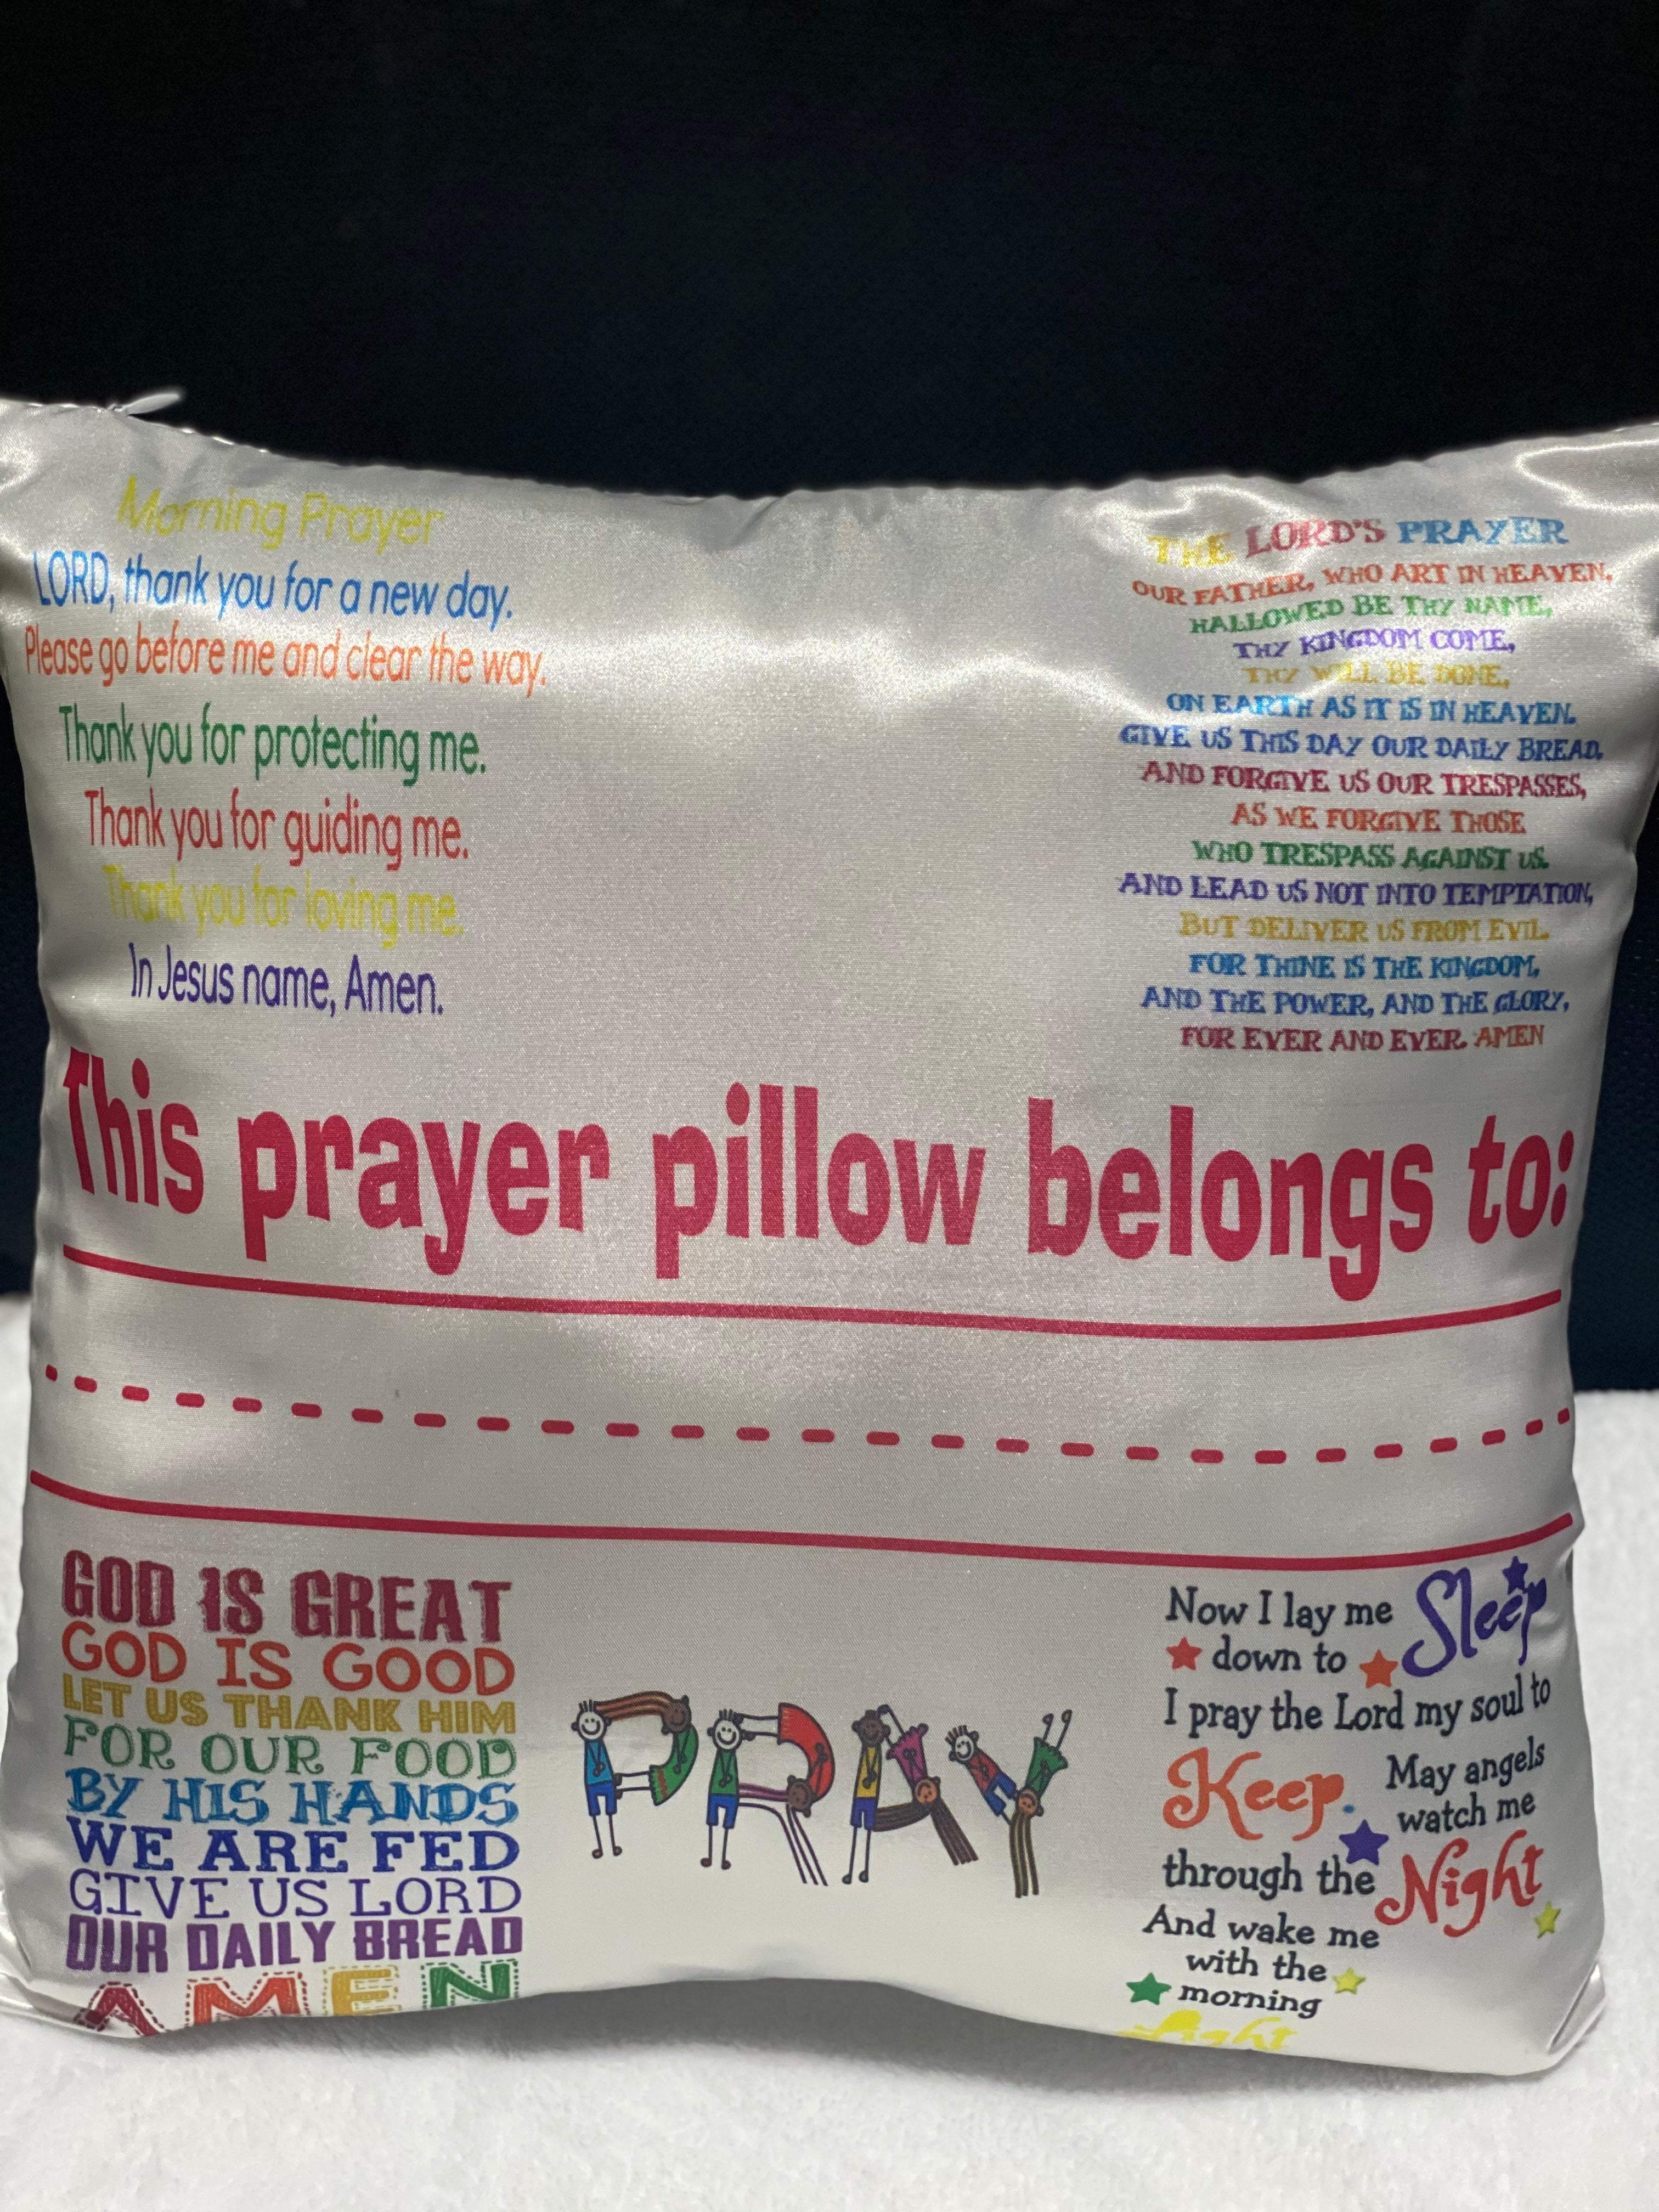 Morning Prayer
LORD, thank you for a new day.
Please go before me and clear the way.
Thank you for protecting me.
Thank you for guiding me.
Thank you for loving me.
In Jesus name, Amen.
THE LORD'S PRAYER
OUR FATHER, WHO ART IN HEAVEN,
HALLOWED BE THY NAME,
THY KINGDOM COME,
THY WILL BE DONE,
ON EARTH AS IT IS IN HEAVEN.
GIVE US THIS DAY OUR DAILY BREAD,
AND FORGIVE US OUR TRESPASSES,
AS WE FORGIVE THOSE
WHO TRESPASS AGAINST US.
AND LEAD US NOT INTO TEMPTATION,
BUT DELIVER US FROM EVIL.
FOR THINE IS THE KINGDOM,
AND THE POWER, AND THE GLORY,
FOR EVER AND EVER. AMEN
This prayer pillow belongs to:
GOD IS GREAT
GOD IS GOOD
LET US THANK HIM
FOR OUR FOOD
BY HIS HANDS
WE ARE FED
GIVE US LORD
OUR DAILY BREAD
AMEN
PRAY
Now I lay me
down to Sleep
I pray the Lord my soul to
Keep. May angels
watch me
through the Night
And wake me
with the
morning
Light